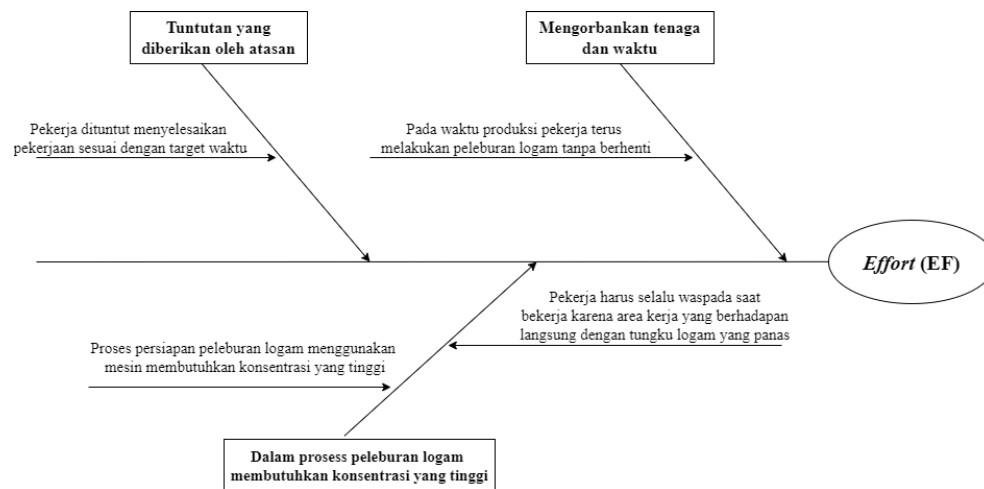 Tuntutan yang
diberikan oleh atasan
Mengorbankan tenaga
dan waktu
Pekerja dituntut menyelesaikan
pekerjaan sesuai dengan target waktu
Pada waktu produksi pekerja terus
melakukan peleburan logam tanpa berhenti
Effort (EF)
Pekerja harus selalu waspada saat
bekerja karena area kerja yang berhadapan
langsung dengan tungku logam yang panas
Proses persiapan peleburan logam menggunakan
mesin membutuhkan konsentrasi yang tinggi
Dalam prosess peleburan logam
membutuhkan konsentrasi yang tinggi